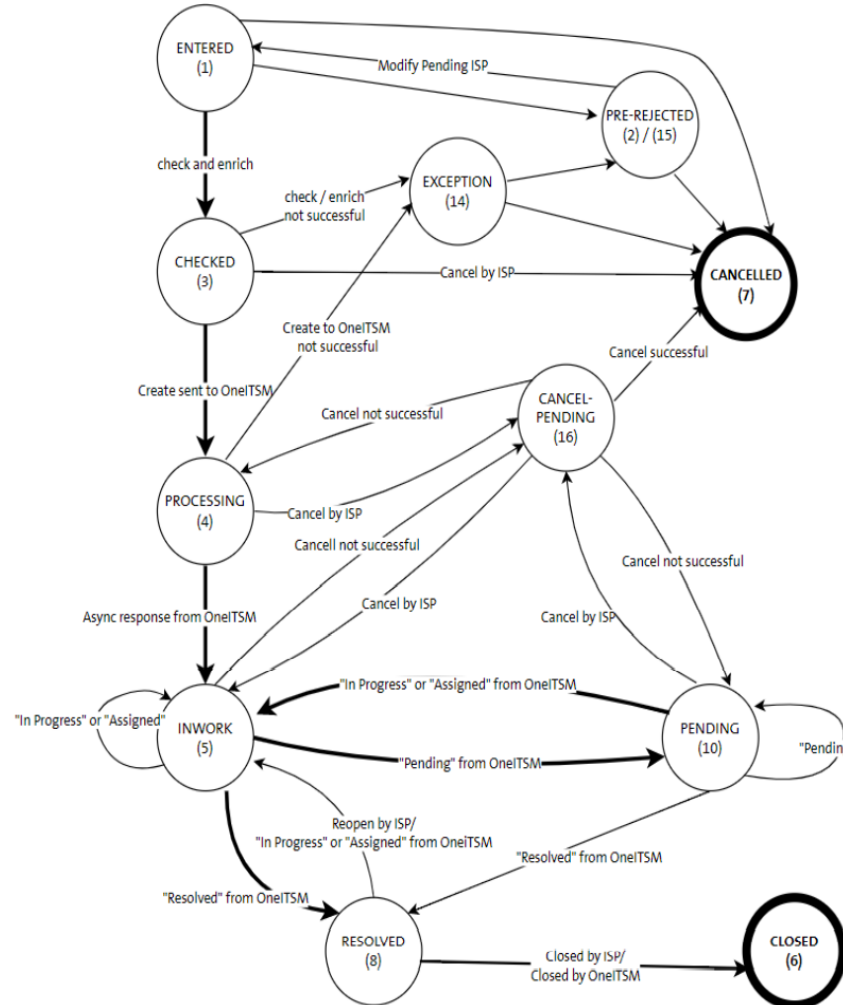 ENTERED
(1)
Modify Pending ISP
PRE-REJECTED
(2) / (15)
check and enrich
check / enrich
not successful
EXCEPTION
(14)
CHECKED
(3)
Cancel by ISP
CANCELLED
(7)
Create to OneITSM
not successful
Cancel successful
Create sent to OneITSM
CANCEL-
PENDING
(16)
Cancel not successful
PROCESSING
(4)
Cancel by ISP
Cancell not successful
Cancel not successful
Cancel by ISP
Cancel by ISP
Async response from OneITSM
"In Progress" or "Assigned" from OneITSM
"In Progress" or "Assigned"
INWORK
(5)
PENDING
(10)
"Pending" from OneITSM
"Pendin
Reopen by ISP/
"In Progress" or "Assigned" from OneiTSM
"Resolved" from OneITSM
"Resolved" from OneITSM
RESOLVED
(8)
Closed by ISP/
Closed by OneITSM
CLOSED
(6)